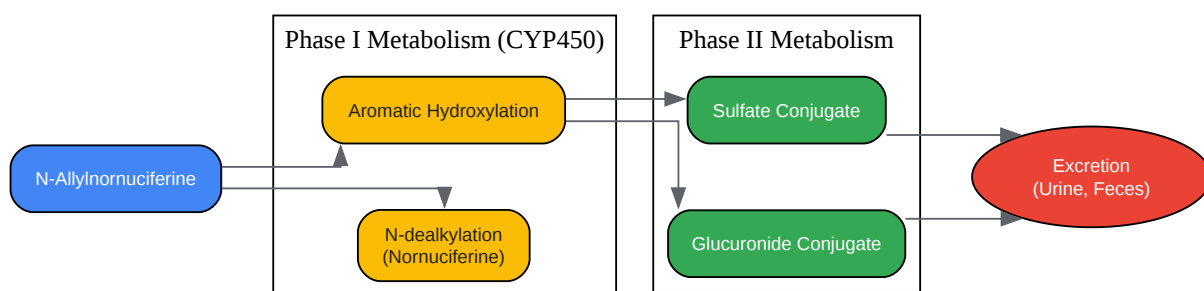 Phase I Metabolism (CYP450)
Phase II Metabolism
Aromatic Hydroxylation
Sulfate Conjugate
N-Allylnornuciferine
Excretion
(Urine, Feces)
N-dealkylation
(Nornuciferine)
Glucuronide Conjugate